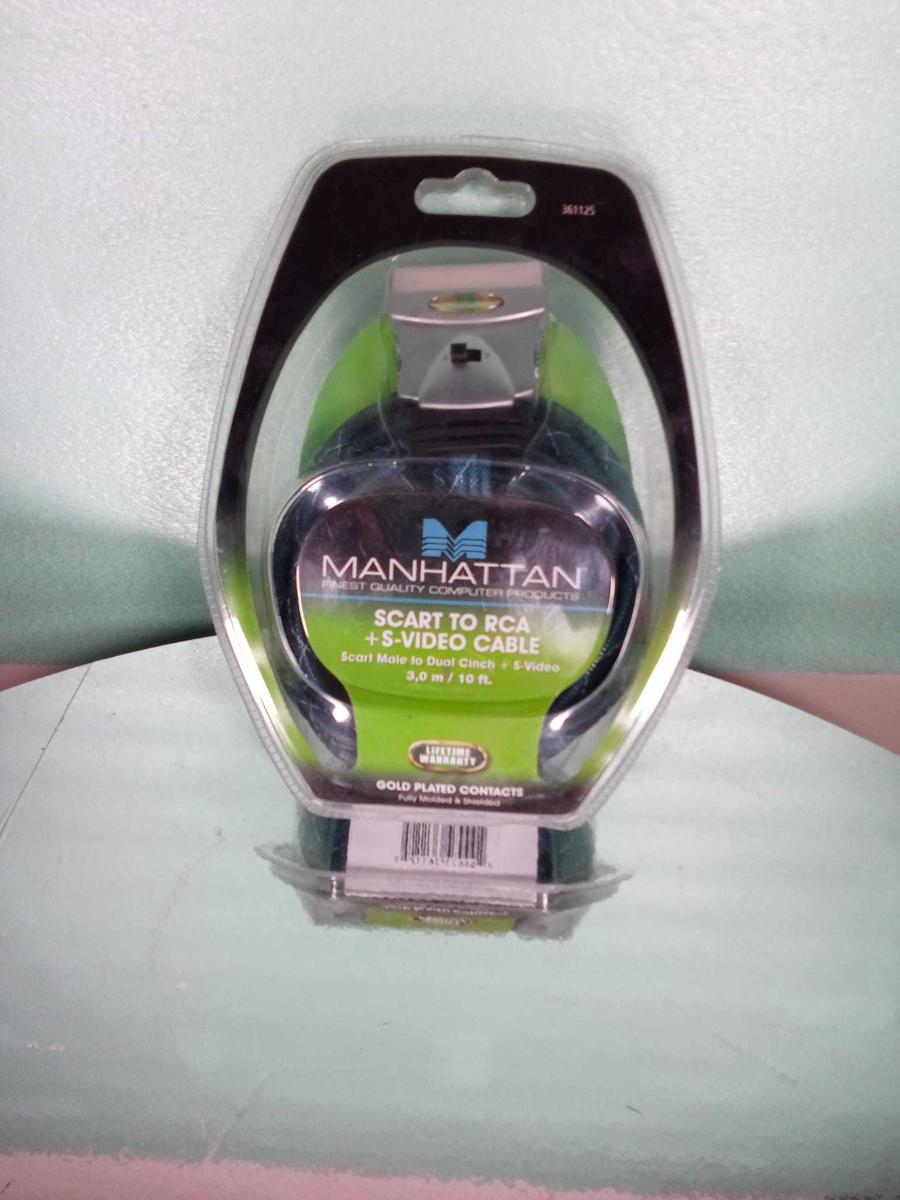 361125
MANHATTAN
FINEST QUALITY COMPUTER PRODUCTS
SCART TO RCA
+S-VIDEO CABLE
Scart Male to Dual Cinch + S-Video
3,0 m / 10 ft.
LIFETIME
WARRANTY
GOLD PLATED CONTACTS
Fully Molded & Shielded